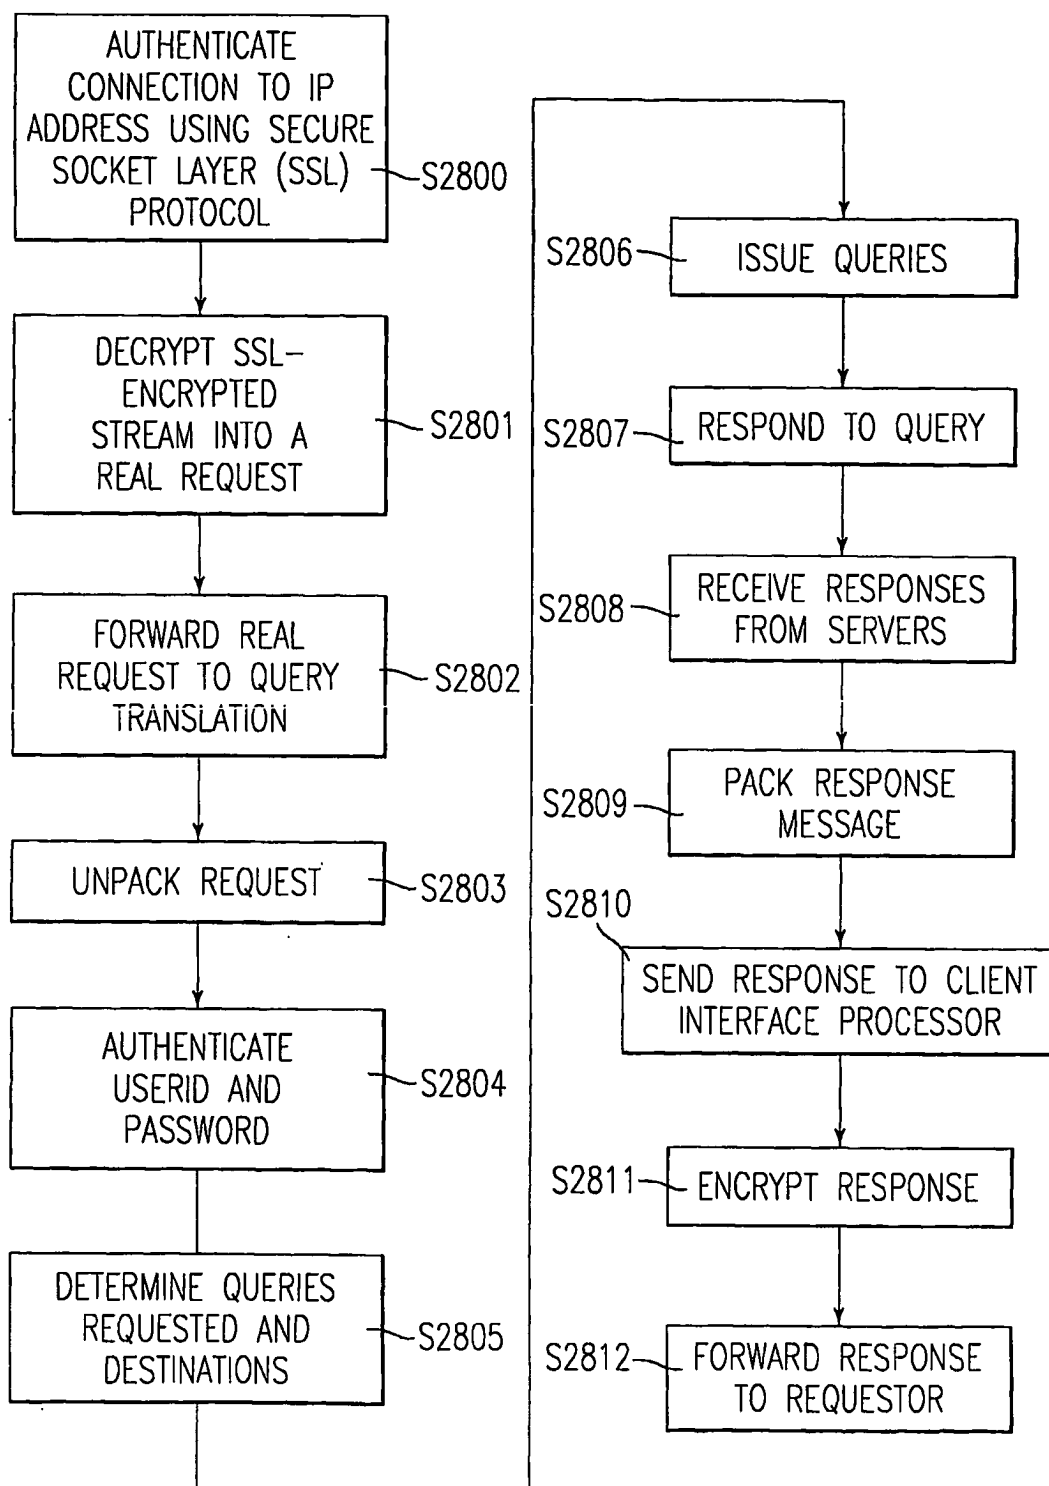 AUTHENTICATE
CONNECTION TO IP
ADDRESS USING SECURE
SOCKET LAYER (SSL)
PROTOCOL
S2800
DECRYPT SSL-
ENCRYPTED
STREAM INTO A
REAL REQUEST
S2801
FORWARD REAL
REQUEST TO QUERY
TRANSLATION
S2802
UNPACK REQUEST
S2803
AUTHENTICATE
USERID AND
PASSWORD
S2804
DETERMINE QUERIES
REQUESTED AND
DESTINATIONS
S2805
S2806
ISSUE QUERIES
S2807
RESPOND TO QUERY
S2808
RECEIVE RESPONSES
FROM SERVERS
S2809
PACK RESPONSE
MESSAGE
S2810
SEND RESPONSE TO CLIENT
INTERFACE PROCESSOR
S2811
ENCRYPT RESPONSE
S2812
FORWARD RESPONSE
TO REQUESTOR